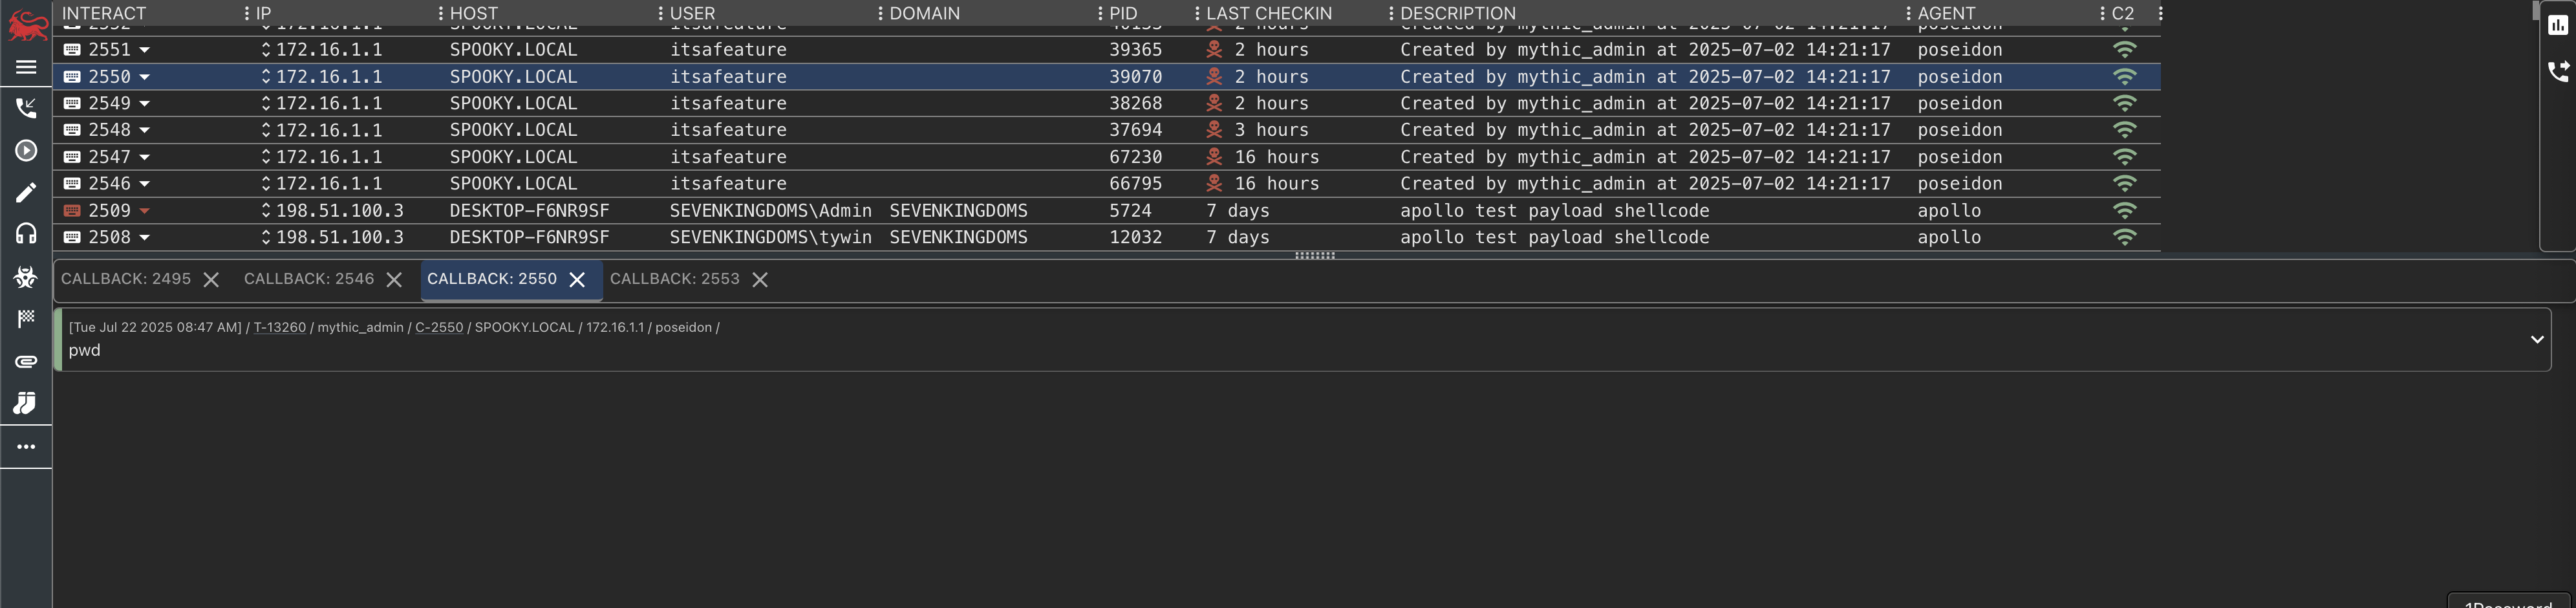 INTERACT IP HOST USER DOMAIN PID LAST CHECKIN DESCRIPTION AGENT C2
2551 172.16.1.1 SPOOKY.LOCAL itsafeature 39365 2 hours Created by mythic_admin at 2025-07-02 14:21:17 poseidon
2550 172.16.1.1 SPOOKY.LOCAL itsafeature 39070 2 hours Created by mythic_admin at 2025-07-02 14:21:17 poseidon
2549 172.16.1.1 SPOOKY.LOCAL itsafeature 38268 2 hours Created by mythic_admin at 2025-07-02 14:21:17 poseidon
2548 172.16.1.1 SPOOKY.LOCAL itsafeature 37694 3 hours Created by mythic_admin at 2025-07-02 14:21:17 poseidon
2547 172.16.1.1 SPOOKY.LOCAL itsafeature 67230 16 hours Created by mythic_admin at 2025-07-02 14:21:17 poseidon
2546 172.16.1.1 SPOOKY.LOCAL itsafeature 66795 16 hours Created by mythic_admin at 2025-07-02 14:21:17 poseidon
2509 198.51.100.3 DESKTOP-F6NR9SF SEVENKINGDOMS\Admin SEVENKINGDOMS 5724 7 days apollo test payload shellcode apollo
2508 198.51.100.3 DESKTOP-F6NR9SF SEVENKINGDOMS\tywin SEVENKINGDOMS 12032 7 days apollo test payload shellcode apollo
CALLBACK: 2495 CALLBACK: 2546 CALLBACK: 2550 CALLBACK: 2553
[Tue Jul 22 2025 08:47 AM] / T-13260 / mythic_admin / C-2550 / SPOOKY.LOCAL / 172.16.1.1 / poseidon /
pwd